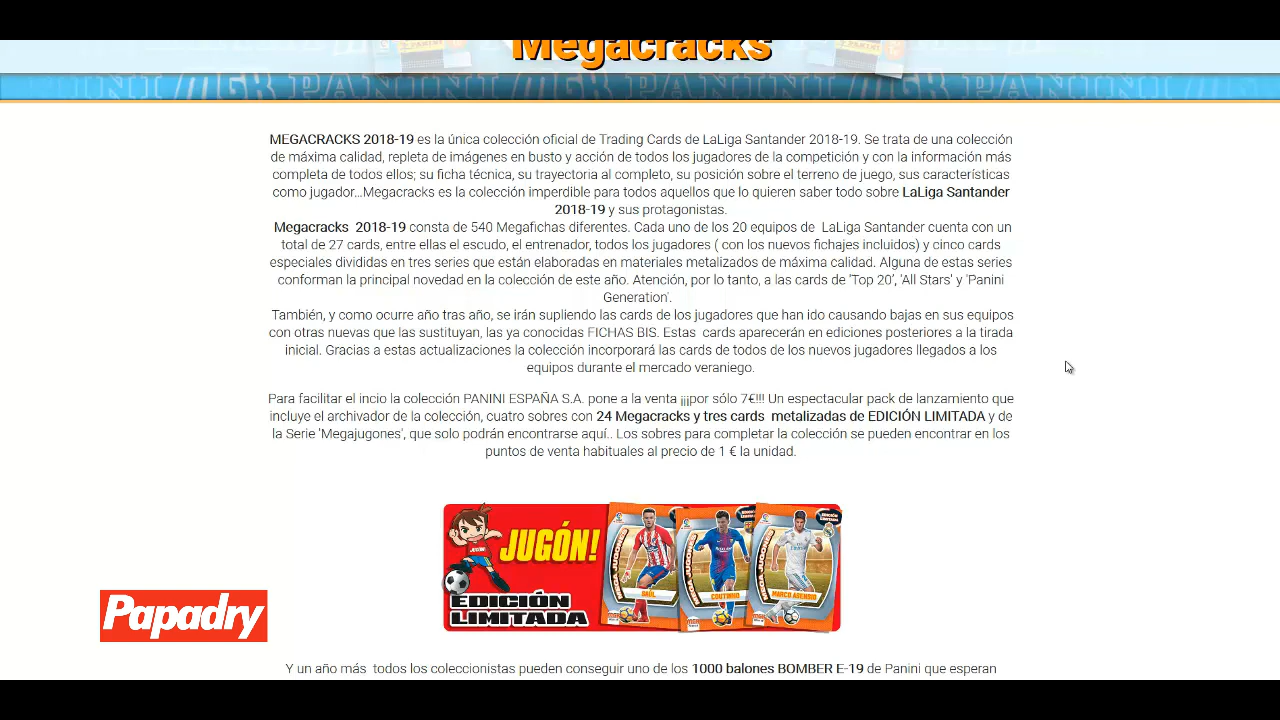 Megacracks
PANINI MGK PANINI MGK PANINI MGK PANINI
MEGACRACKS 2018-19 es la única colección oficial de Trading Cards de LaLiga Santander 2018-19. Se trata de una colección
de máxima calidad, repleta de imágenes en busto y acción de todos los jugadores de la competición y con la información más
completa de todos ellos; su ficha técnica, su trayectoria al completo, su posición sobre el terreno de juego, sus características
como jugador...Megacracks es la colección imperdible para todos aquellos que lo quieren saber todo sobre LaLiga Santander
2018-19 y sus protagonistas.
Megacracks 2018-19 consta de 540 Megafichas diferentes. Cada uno de los 20 equipos de LaLiga Santander cuenta con un
total de 27 cards, entre ellas el escudo, el entrenador, todos los jugadores ( con los nuevos fichajes incluidos) y cinco cards
especiales divididas en tres series que están elaboradas en materiales metalizados de máxima calidad. Alguna de estas series
conforman la principal novedad en la colección de este año. Atención, por lo tanto, a las cards de 'Top 20', 'All Stars' y 'Panini
Generation'.
También, y como ocurre año tras año, se irán supliendo las cards de los jugadores que han ido causando bajas en sus equipos
con otras nuevas que las sustituyan, las ya conocidas FICHAS BIS. Estas cards aparecerán en ediciones posteriores a la tirada
inicial. Gracias a estas actualizaciones la colección incorporará las cards de todos de los nuevos jugadores llegados a los
equipos durante el mercado veraniego.
Para facilitar el incio la colección PANINI ESPAÑA S.A. pone a la venta ¡¡¡por sólo 7€!!! Un espectacular pack de lanzamiento que
incluye el archivador de la colección, cuatro sobres con 24 Megacracks y tres cards metalizadas de EDICIÓN LIMITADA y de
la Serie 'Megajugones', que solo podrán encontrarse aquí.. Los sobres para completar la colección se pueden encontrar en los
puntos de venta habituales al precio de 1 € la unidad.
JUGÓN!
EDICIÓN
LIMITADA
SAÚL
COUTINHO
MARCO ASENSIO
Papadry
Y un año más todos los coleccionistas pueden conseguir uno de los 1000 balones BOMBER E-19 de Panini que esperan